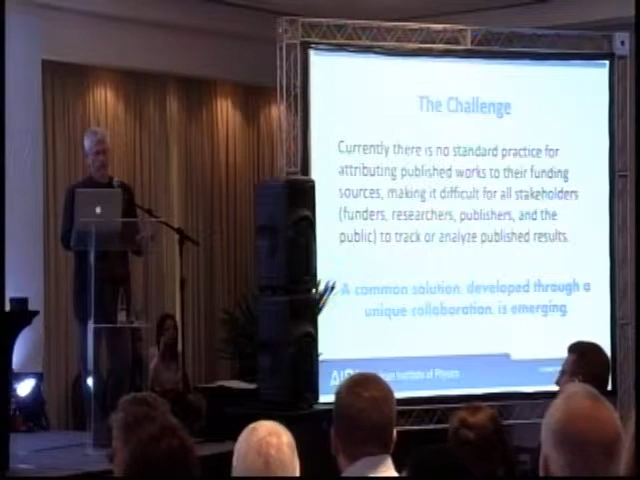 The Challenge
Currently there is no standard practice for
attributing published works to their funding
sources, making it difficult for all stakeholders
(funders, researchers, publishers, and the
public) to track or analyze published results.
A common solution, developed through a
unique collaboration, is emerging.
Institute of Physics